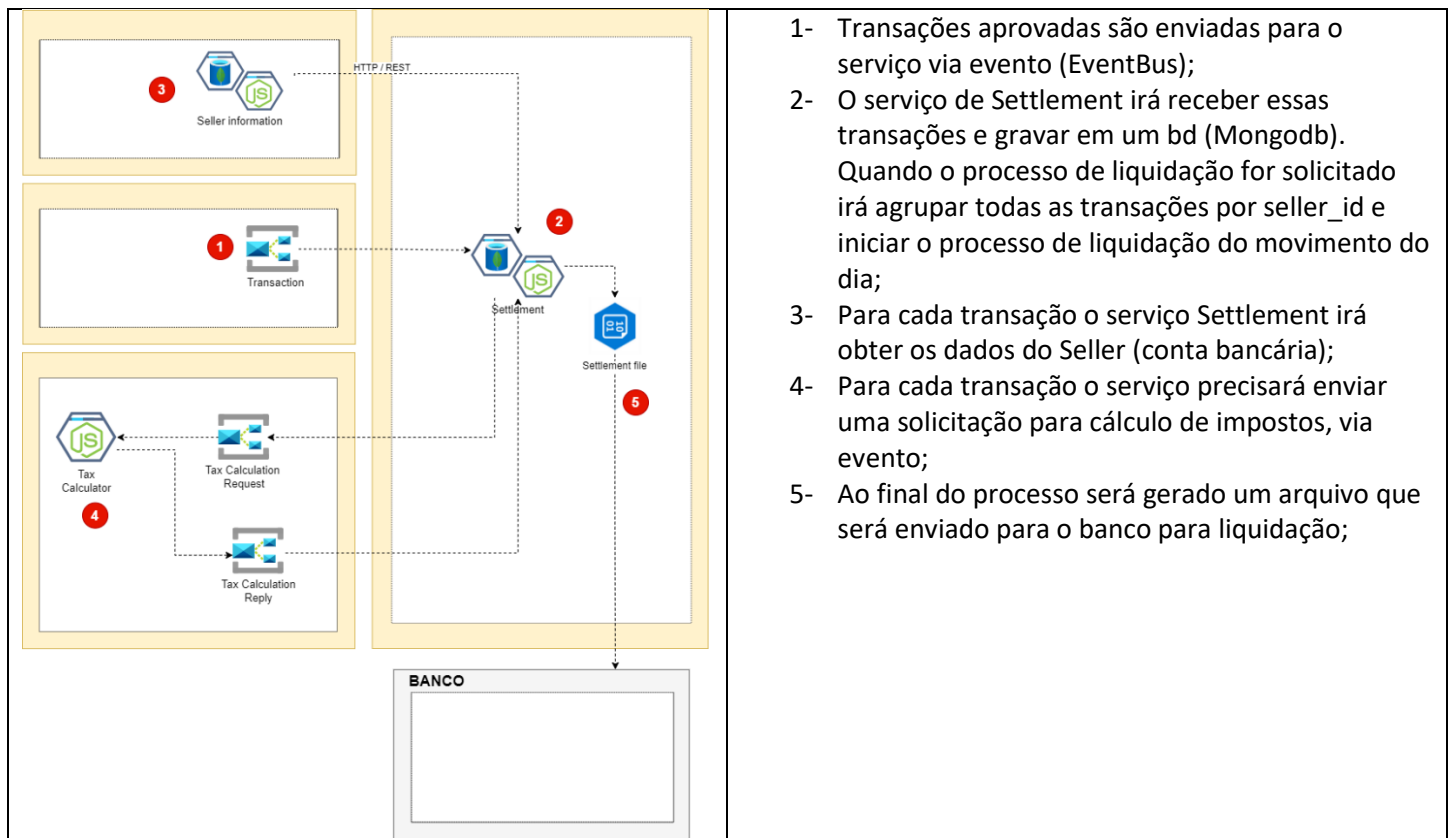 HTTP / REST
3
Seller information
1
Transaction
2
JS
Settlement
10
01
Settlement file
5
JS
Tax
Calculator
4
Tax Calculation
Request
Tax Calculation
Reply
BANCO
1- Transações aprovadas são enviadas para o
serviço via evento (EventBus);
2- O serviço de Settlement irá receber essas
transações e gravar em um bd (Mongodb).
Quando o processo de liquidação for solicitado
irá agrupar todas as transações por seller_id e
iniciar o processo de liquidação do movimento do
dia;
3- Para cada transação o serviço Settlement irá
obter os dados do Seller (conta bancária);
4- Para cada transação o serviço precisará enviar
uma solicitação para cálculo de impostos, via
evento;
5- Ao final do processo será gerado um arquivo que
será enviado para o banco para liquidação;